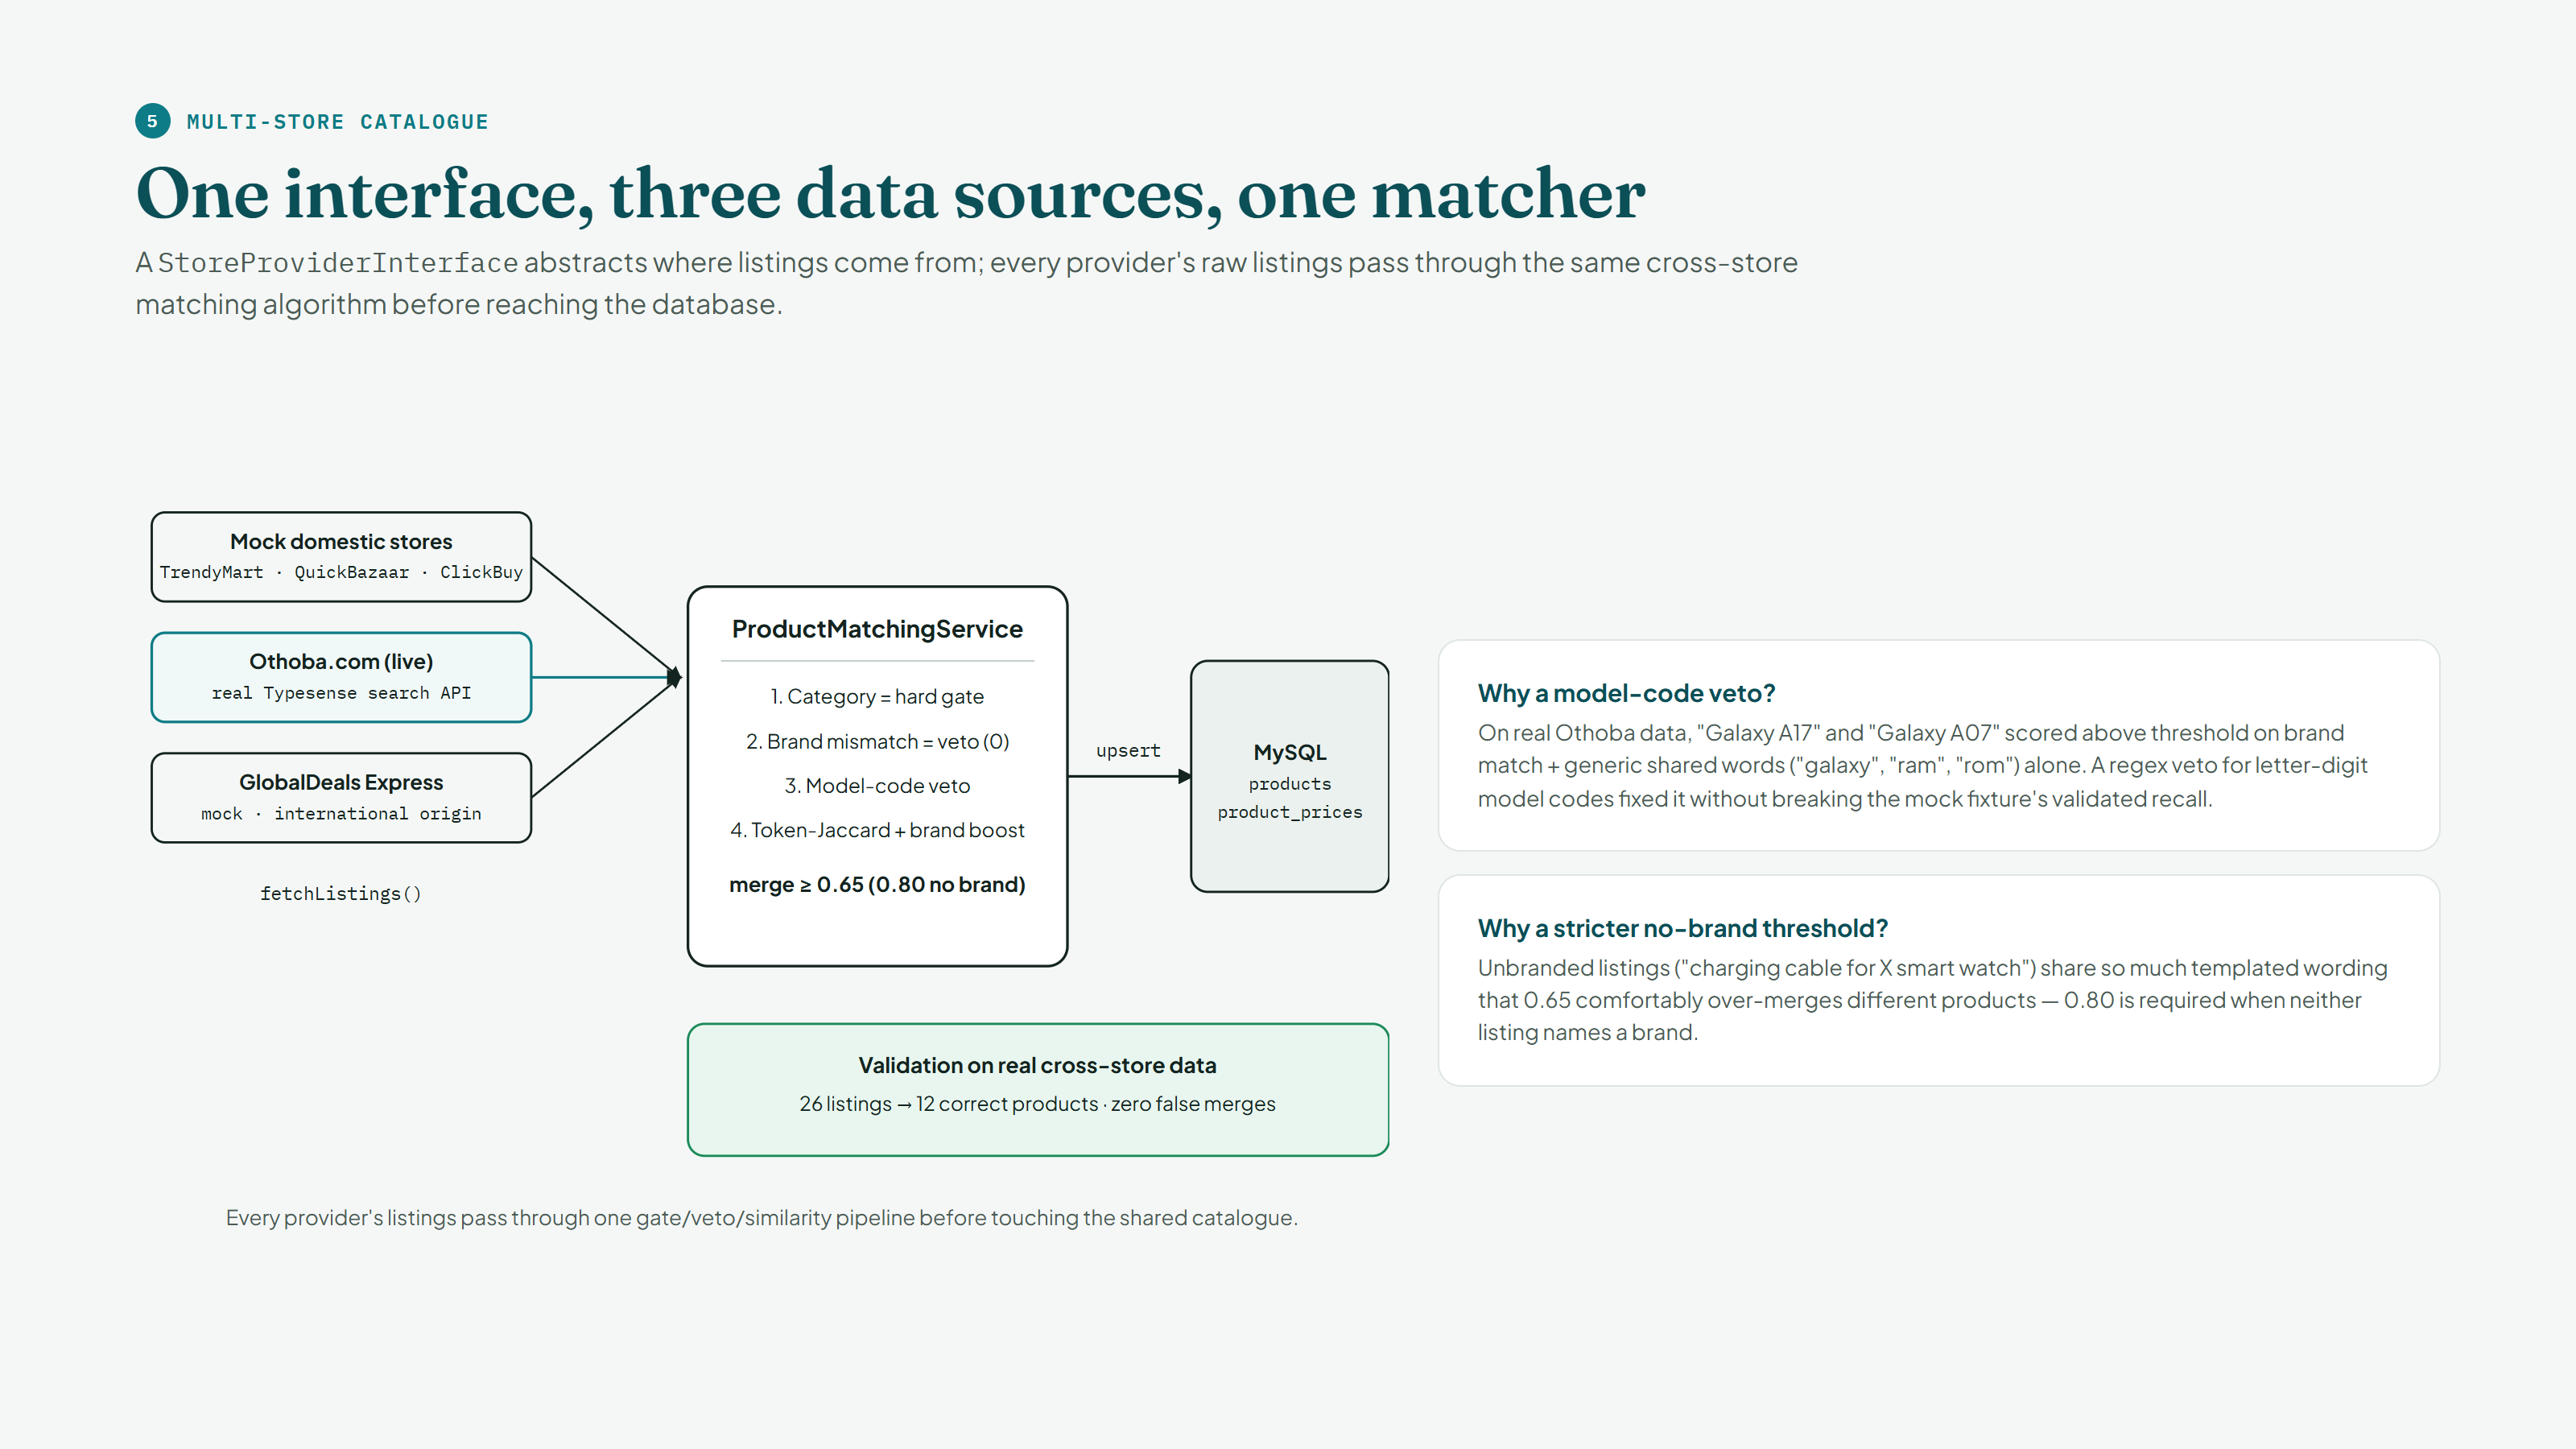 5 MULTI-STORE CATALOGUE
One interface, three data sources, one matcher
A StoreProviderInterface abstracts where listings come from; every provider's raw listings pass through the same cross-store
matching algorithm before reaching the database.
Mock domestic stores
TrendyMart · QuickBazaar · ClickBuy
Othoba.com (live)
real Typesense search API
GlobalDeals Express
mock · international origin
fetchListings()
ProductMatchingService
1. Category = hard gate
2. Brand mismatch = veto (0)
3. Model-code veto
4. Token-Jaccard + brand boost
merge ≥ 0.65 (0.80 no brand)
upsert
MySQL
products
product_prices
Validation on real cross-store data
26 listings → 12 correct products · zero false merges
Every provider's listings pass through one gate/veto/similarity pipeline before touching the shared catalogue.
Why a model-code veto?
On real Othoba data, "Galaxy A17" and "Galaxy A07" scored above threshold on brand
match + generic shared words ("galaxy", "ram", "rom") alone. A regex veto for letter-digit
model codes fixed it without breaking the mock fixture's validated recall.
Why a stricter no-brand threshold?
Unbranded listings ("charging cable for X smart watch") share so much templated wording
that 0.65 comfortably over-merges different products — 0.80 is required when neither
listing names a brand.